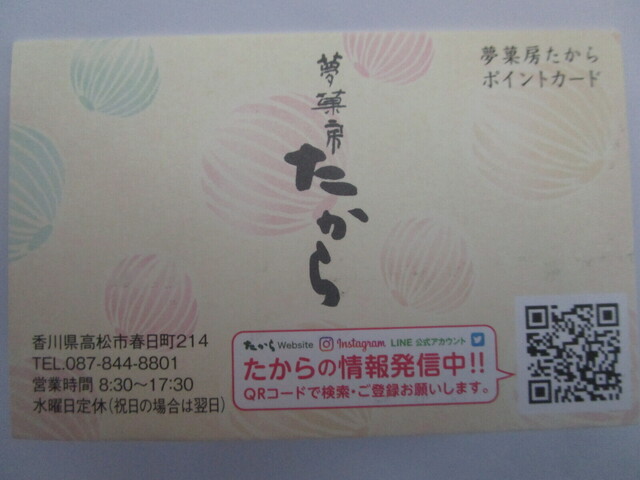 夢菓房たから
ポイントカード
夢菓房
たから
香川県高松市春日町214
TEL.087-844-8801
営業時間 8:30～17:30
水曜日定休(祝日の場合は翌日)
たから Website Instagram LINE 公式アカウント
たからの情報発信中!!
QRコードで検索・ご登録お願いします。